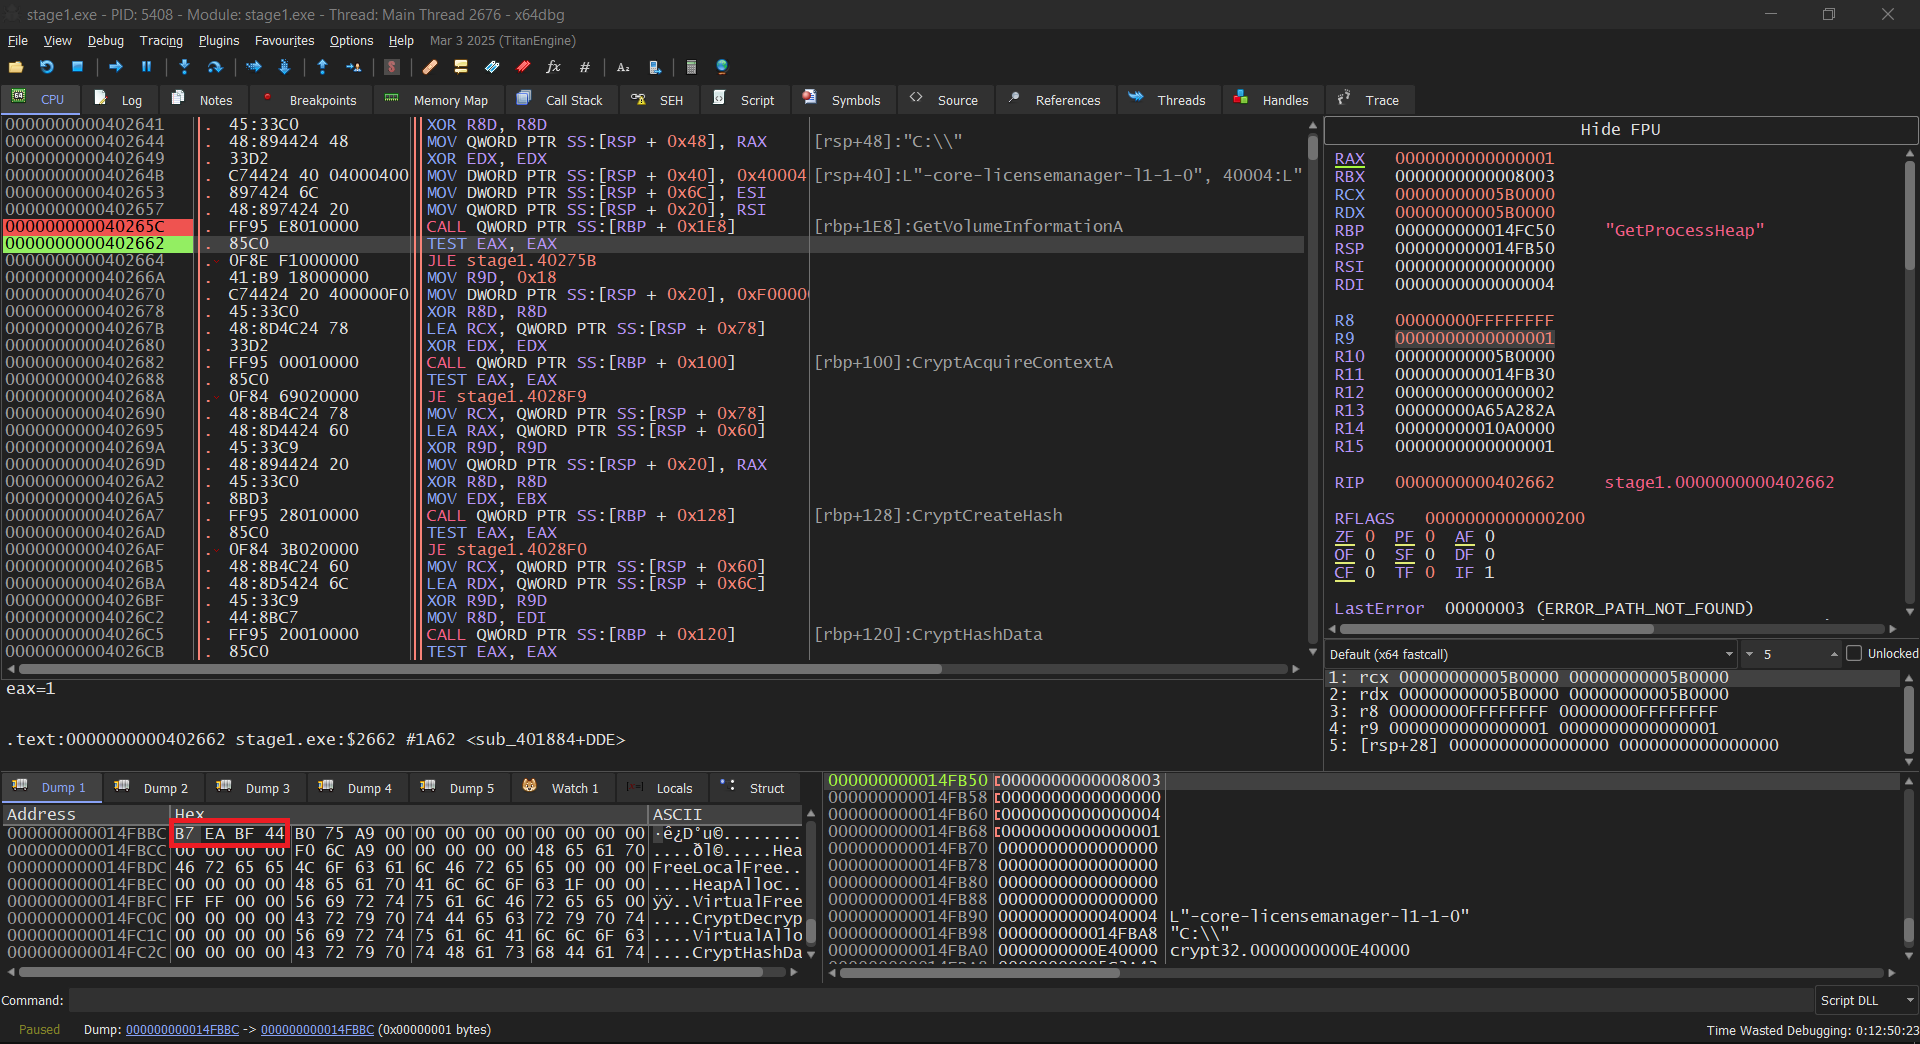 stage1.exe - PID: 5408 - Module: stage1.exe - Thread: Main Thread 2676 - x64dbg
File View Debug Tracing Plugins Favourites Options Help Mar 3 2025 (TitanEngine)
CPU Log Notes Breakpoints Memory Map Call Stack SEH Script Symbols Source References Threads Handles Trace
0000000000402641 . 45:33C0 XOR R8D, R8D
0000000000402644 . 48:894424 48 MOV QWORD PTR SS:[RSP + 0x48], RAX [rsp+48]:"C:\\"
0000000000402649 . 33D2 XOR EDX, EDX
000000000040264B . C74424 40 04000400 MOV DWORD PTR SS:[RSP + 0x40], 0x40004 [rsp+40]:L"-core-licensemanager-l1-1-0", 40004:L"
0000000000402653 . 897424 6C MOV DWORD PTR SS:[RSP + 0x6C], ESI
0000000000402657 . 48:897424 20 MOV QWORD PTR SS:[RSP + 0x20], RSI
000000000040265C . FF95 E8010000 CALL QWORD PTR SS:[RBP + 0x1E8] [rbp+1E8]:GetVolumeInformationA
0000000000402662 . 85C0 TEST EAX, EAX
0000000000402664 . 0F8E F1000000 JLE stage1.40275B
000000000040266A . 41:B9 18000000 MOV R9D, 0x18
0000000000402670 . C74424 20 400000F0 MOV DWORD PTR SS:[RSP + 0x20], 0xF0000
0000000000402678 . 45:33C0 XOR R8D, R8D
000000000040267B . 48:8D4C24 78 LEA RCX, QWORD PTR SS:[RSP + 0x78]
0000000000402680 . 33D2 XOR EDX, EDX
0000000000402682 . FF95 00010000 CALL QWORD PTR SS:[RBP + 0x100] [rbp+100]:CryptAcquireContextA
0000000000402688 . 85C0 TEST EAX, EAX
000000000040268A . 0F84 69020000 JE stage1.4028F9
0000000000402690 . 48:8B4C24 78 MOV RCX, QWORD PTR SS:[RSP + 0x78]
0000000000402695 . 48:8D4424 60 LEA RAX, QWORD PTR SS:[RSP + 0x60]
000000000040269A . 45:33C9 XOR R9D, R9D
000000000040269D . 48:894424 20 MOV QWORD PTR SS:[RSP + 0x20], RAX
00000000004026A2 . 45:33C0 XOR R8D, R8D
00000000004026A5 . 8BD3 MOV EDX, EBX
00000000004026A7 . FF95 28010000 CALL QWORD PTR SS:[RBP + 0x128] [rbp+128]:CryptCreateHash
00000000004026AD . 85C0 TEST EAX, EAX
00000000004026AF . 0F84 3B020000 JE stage1.4028F0
00000000004026B5 . 48:8B4C24 60 MOV RCX, QWORD PTR SS:[RSP + 0x60]
00000000004026BA . 48:8D5424 6C LEA RDX, QWORD PTR SS:[RSP + 0x6C]
00000000004026BF . 45:33C9 XOR R9D, R9D
00000000004026C2 . 44:8BC7 MOV R8D, EDI
00000000004026C5 . FF95 20010000 CALL QWORD PTR SS:[RBP + 0x120] [rbp+120]:CryptHashData
00000000004026CB . 85C0 TEST EAX, EAX
Hide FPU
RAX 0000000000000001
RBX 0000000000008003
RCX 00000000005B0000
RDX 00000000005B0000
RBP 000000000014FC50 "GetProcessHeap"
RSP 000000000014FB50
RSI 0000000000000000
RDI 0000000000000004
R8 00000000FFFFFFFF
R9 0000000000000001
R10 00000000005B0000
R11 000000000014FB30
R12 0000000000000002
R13 00000000A65A282A
R14 00000000010A0000
R15 0000000000000001
RIP 0000000000402662 stage1.0000000000402662
RFLAGS 0000000000000200
ZF 0 PF 0 AF 0
OF 0 SF 0 DF 0
CF 0 TF 0 IF 1
LastError 00000003 (ERROR_PATH_NOT_FOUND)
Default (x64 fastcall) 5 Unlocked
1: rcx 00000000005B0000 00000000005B0000
2: rdx 00000000005B0000 00000000005B0000
3: r8 00000000FFFFFFFF 00000000FFFFFFFF
4: r9 0000000000000001 0000000000000001
5: [rsp+28] 0000000000000000 0000000000000000
eax=1
.text:0000000000402662 stage1.exe:$2662 #1A62 <sub_401884+DDE>
Dump 1 Dump 2 Dump 3 Dump 4 Dump 5 Watch 1 Locals Struct
Address Hex ASCII
000000000014FBBC B7 EA BF 44 B0 75 A9 00 00 00 00 00 00 00 00 00 ·ê¿D°u©.........
000000000014FBCC 00 00 00 00 F0 6C A9 00 00 00 00 00 48 65 61 70 ....ðl©.....Hea
000000000014FBDC 46 72 65 65 4C 6F 63 61 6C 46 72 65 65 00 00 00 FreeLocalFree..
000000000014FBEC 00 00 00 00 48 65 61 70 41 6C 6C 6F 63 1F 00 00 ....HeapAlloc..
000000000014FBFC FF FF 00 00 56 69 72 74 75 61 6C 46 72 65 65 00 ÿÿ..VirtualFree
000000000014FC0C 00 00 00 00 43 72 79 70 74 44 65 63 72 79 70 74 ....CryptDecryp
000000000014FC1C 00 00 00 00 56 69 72 74 75 61 6C 41 6C 6C 6F 63 ....VirtualAllo
000000000014FC2C 00 00 00 00 43 72 79 70 74 48 61 73 68 44 61 74 ....CryptHashDa
000000000014FB50 0000000000008003
000000000014FB58 0000000000000000
000000000014FB60 0000000000000004
000000000014FB68 0000000000000001
000000000014FB70 0000000000000000
000000000014FB78 0000000000000000
000000000014FB80 0000000000000000
000000000014FB88 0000000000000000
000000000014FB90 0000000000040004 L"-core-licensemanager-l1-1-0"
000000000014FB98 000000000014FBA8 "C:\\"
000000000014FBA0 0000000000E40000 crypt32.0000000000E40000
Command: Script DLL
Paused Dump: 000000000014FBBC -> 000000000014FBBC (0x00000001 bytes) Time Wasted Debugging: 0:12:50:23